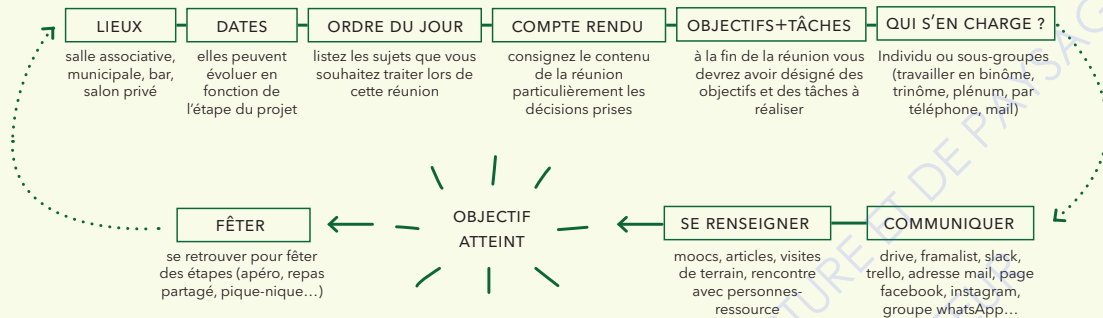 LIEUX
salle associative,
municipale, bar,
salon privé
DATES
elles peuvent
évoluer en
fonction de
l'étape du projet
ORDRE DU JOUR
listez les sujets que vous
souhaitez traiter lors de
cette réunion
COMPTE RENDU
consignez le contenu
de la réunion
particulièrement les
décisions prises
OBJECTIFS+TÂCHES
à la fin de la réunion vous
devrez avoir désigné des
objectifs et des tâches à
réaliser
QUI S'EN CHARGE ?
Individu ou sous-groupes
(travailler en binôme,
trinôme, plénum, par
téléphone, mail)
COMMUNIQUER
drive, framalist, slack,
trello, adresse mail, page
facebook, instagram,
groupe whatsApp…
SE RENSEIGNER
moocs, articles, visites
de terrain, rencontre
avec personnes-
ressource
OBJECTIF
ATTEINT
FÊTER
se retrouver pour fêter
des étapes (apéro, repas
partagé, pique-nique…)
ET DE PAYSAG